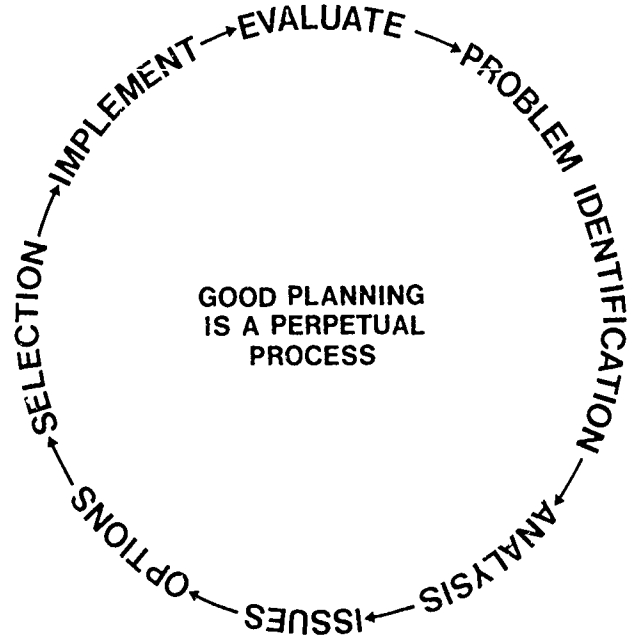 EVALUATE
PROBLEM IDENTIFICATION
ANALYSIS
ISSUES
OPTIONS
SELECTION
IMPLEMENT
GOOD PLANNING
IS A PERPETUAL
PROCESS